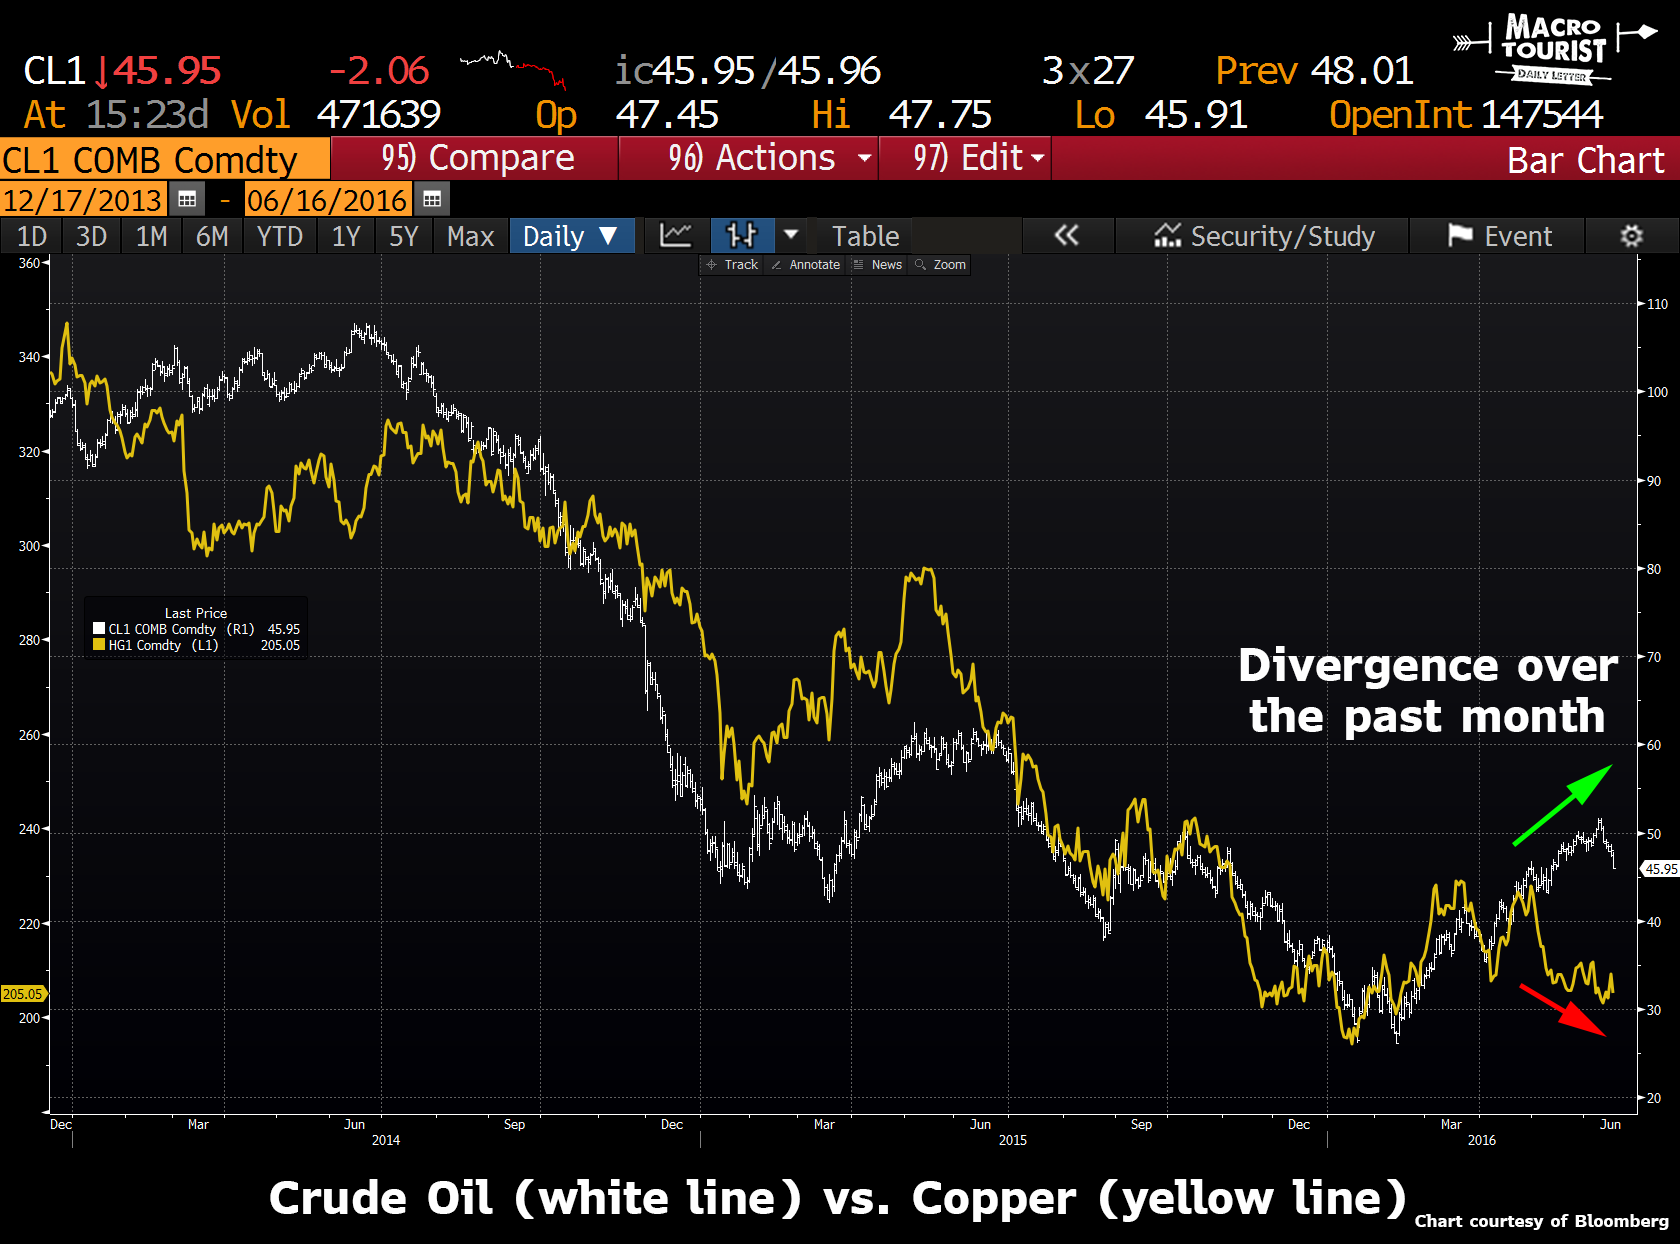 MACRO
TOURIST
DAILY LETTER
CL1 ↓45.95 -2.06 ic45.95/45.96 3x27 Prev 48.01
At 15:23d Vol 471639 Op 47.45 Hi 47.75 Lo 45.91 OpenInt 147544
CL1 COMB Comdty 95) Compare 96) Actions 97) Edit Bar Chart
12/17/2013 - 06/16/2016
1D 3D 1M 6M YTD 1Y 5Y Max Daily ▼ Table « Security/Study Event
Track Annotate News Zoom
360
340
320
300
280
260
240
220
205.05
200
110
100
90
80
70
60
50
45.95
40
30
20
Last Price
CL1 COMB Comdty (R1) 45.95
HG1 Comdty (L1) 205.05
Divergence over
the past month
Dec Mar Jun Sep Dec Mar Jun Sep Dec Mar Jun
2014 2015 2016
Crude Oil (white line) vs. Copper (yellow line)
Chart courtesy of Bloomberg